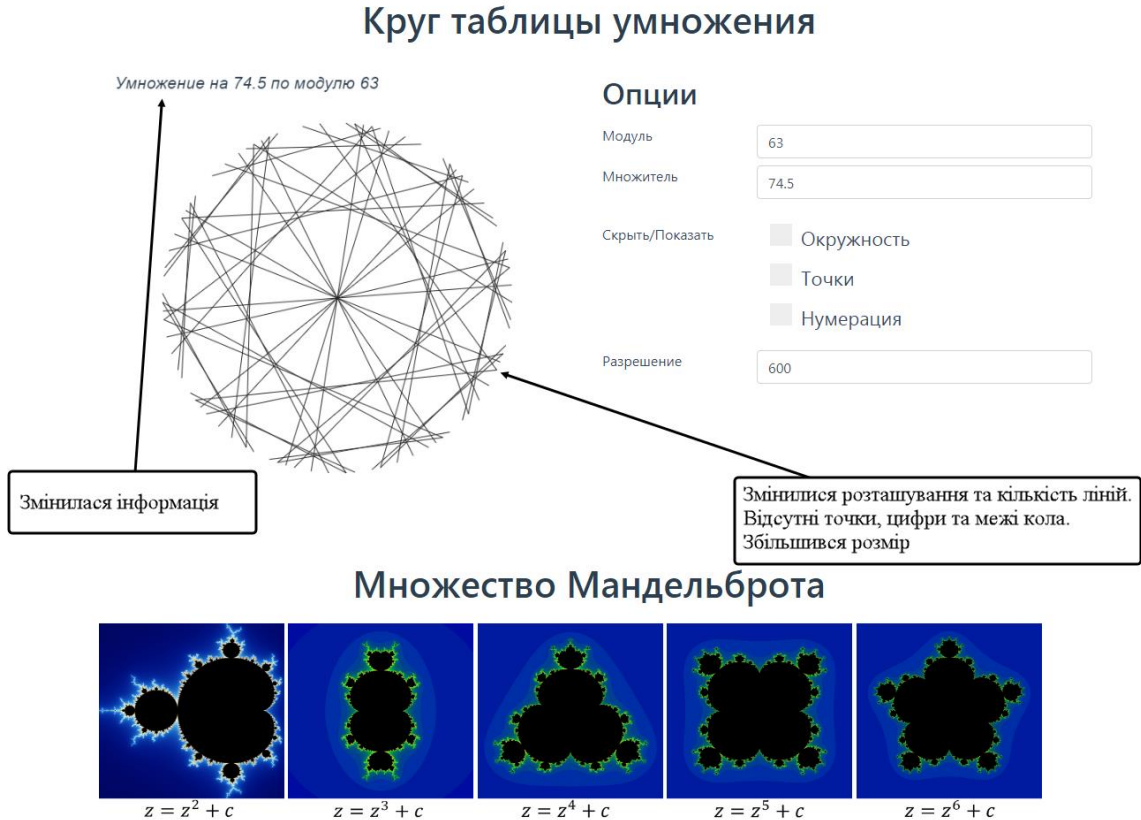 Круг таблицы умножения
Умножение на 74.5 по модулю 63
Опции
Модуль
63
Множитель
74.5
Скрыть/Показать
Окружность
Точки
Нумерация
Разрешение
600
Змінилася інформація
Змінилися розташування та кількість ліній.
Відсутні точки, цифри та межі кола.
Збільшився розмір
Множество Мандельброта
z = z² + c
z = z³ + c
z = z⁴ + c
z = z⁵ + c
z = z⁶ + c